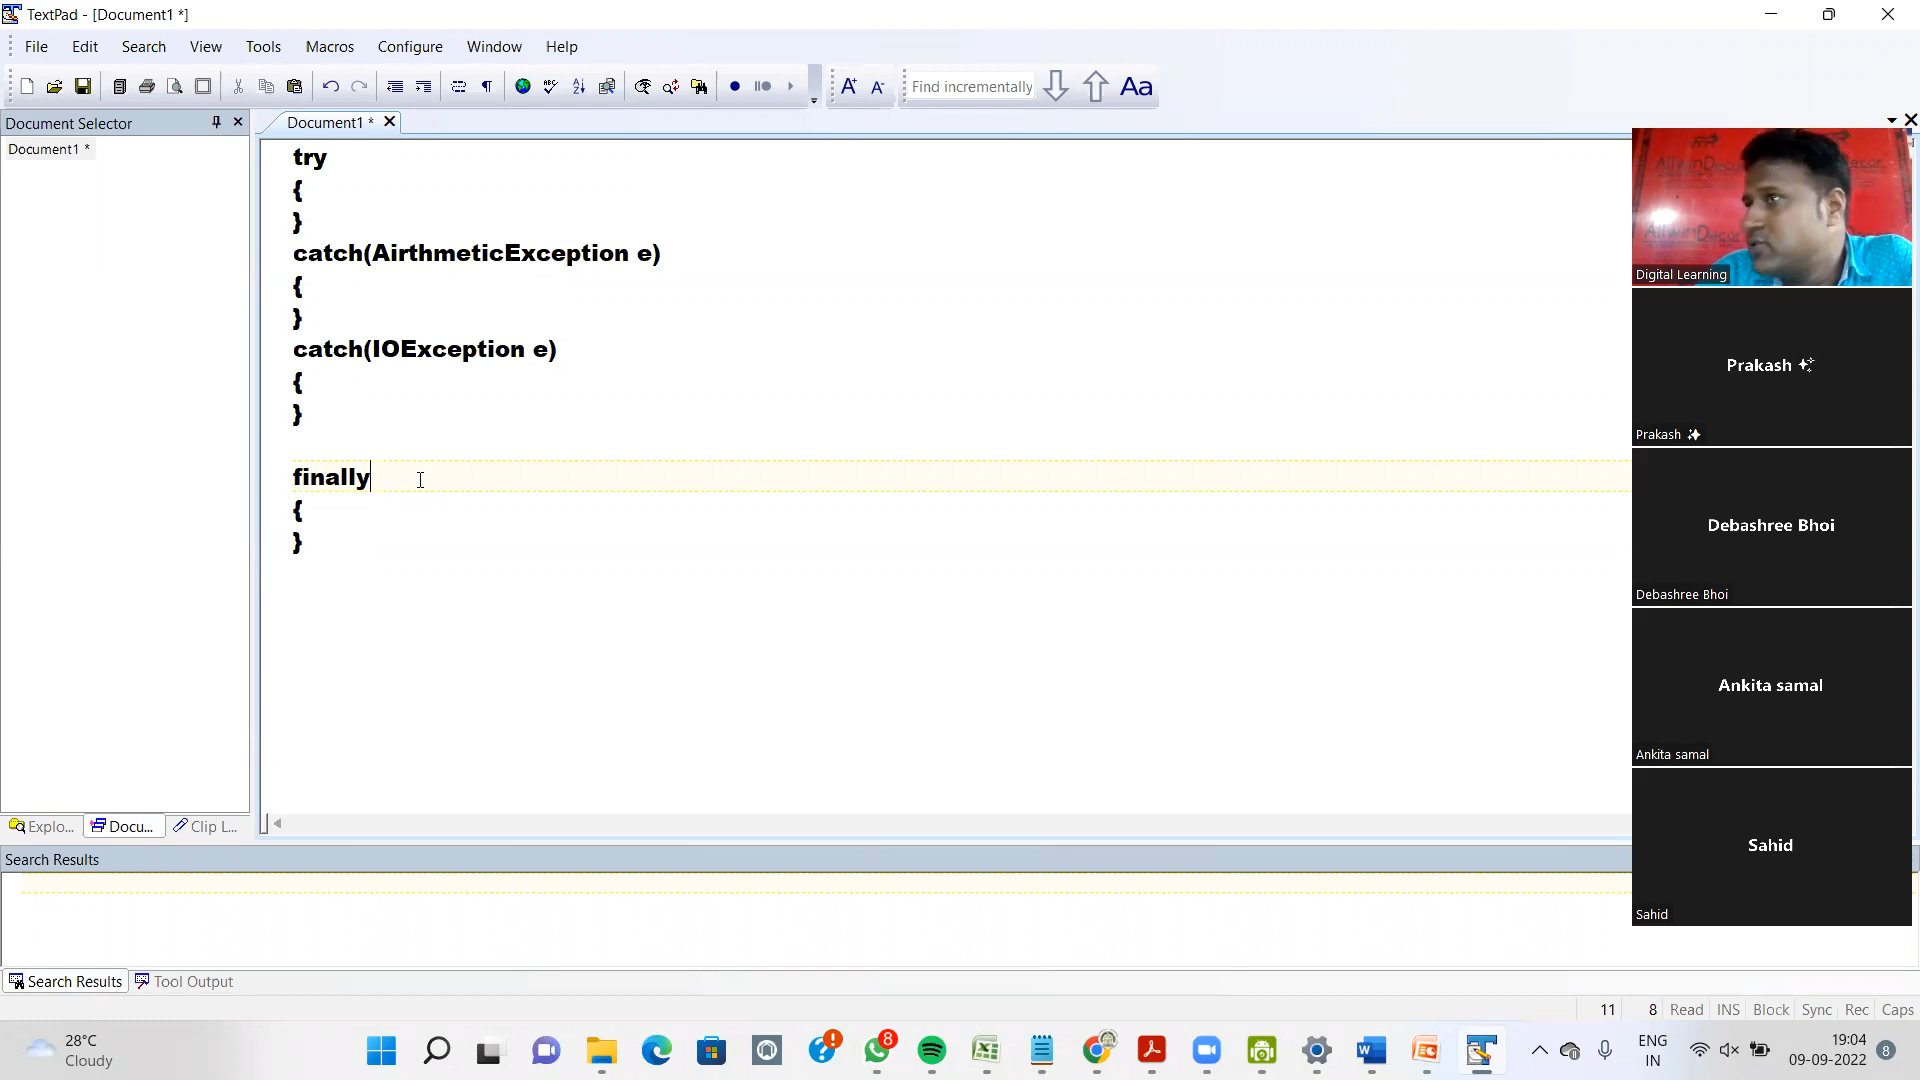 TextPad - [Document1 *]
File Edit Search View Tools Macros Configure Window Help
Find incrementally
Aa
Document Selector
Document1 *
Document1 *
try
{
}
catch(AirthmeticException e)
{
}
catch(IOException e)
{
}
finally
{
}
Digital Learning
Prakash
Prakash
Debashree Bhoi
Debashree Bhoi
Ankita samal
Ankita samal
Sahid
Sahid
Explo... Docu... Clip L...
Search Results
Search Results Tool Output
11 8 Read INS Block Sync Rec Caps
28°C
Cloudy
8
ENG
IN
19:04
09-09-2022
8